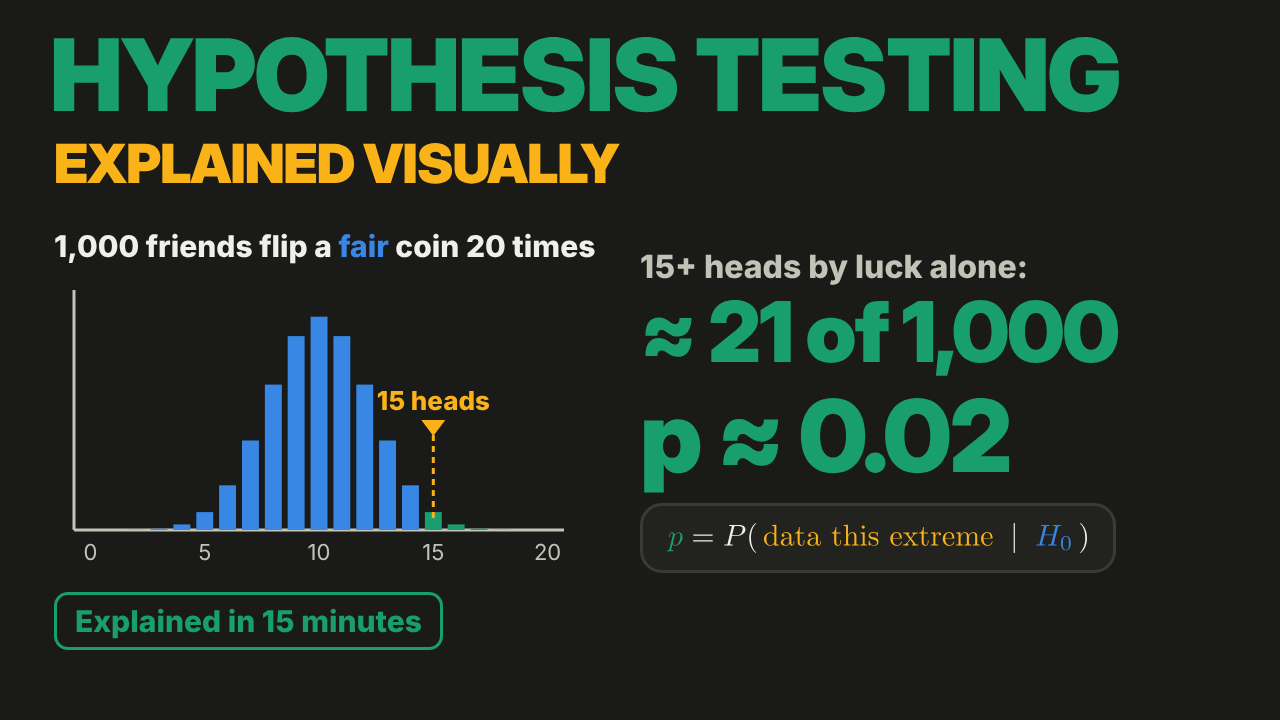 HYPOTHESIS TESTING
EXPLAINED VISUALLY
1,000 friends flip a fair coin 20 times
15 heads
0 5 10 15 20
15+ heads by luck alone:
≈ 21 of 1,000
p ≈ 0.02
p = P( data this extreme | H₀ )
Explained in 15 minutes